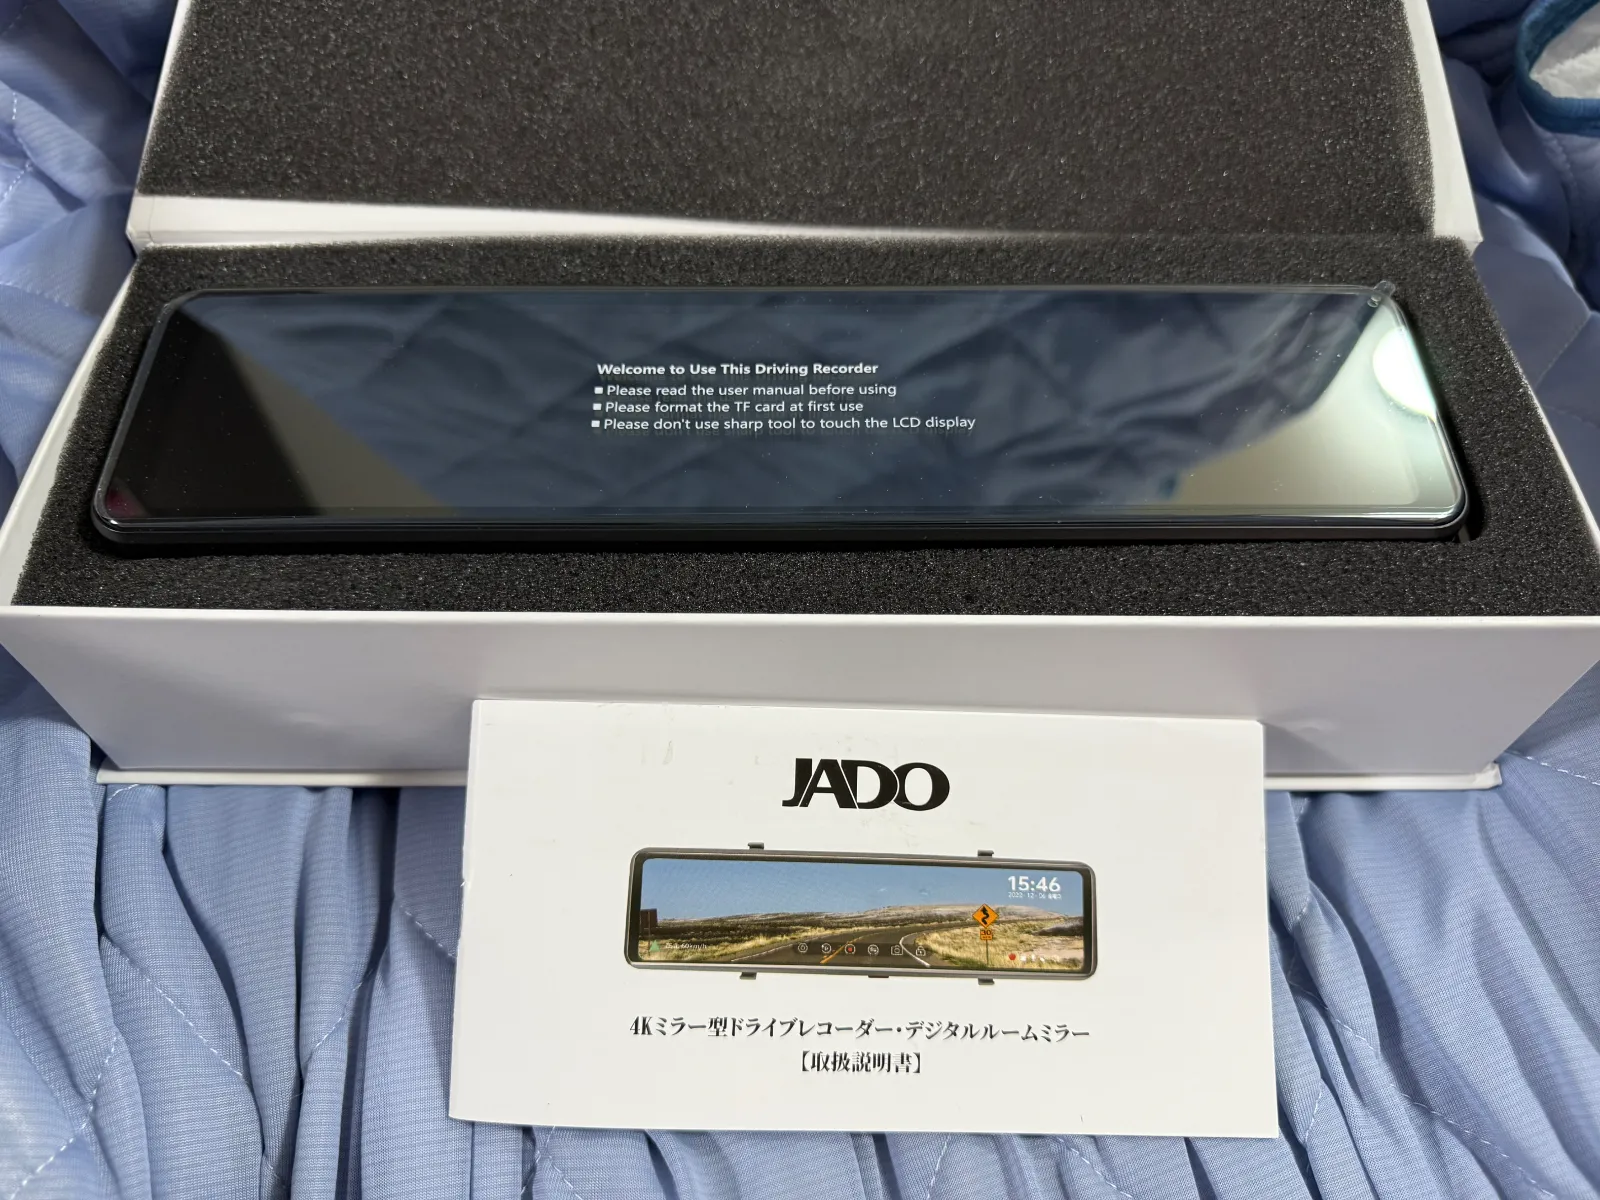 Welcome to Use This Driving Recorder
■ Please read the user manual before using
■ Please format the TF card at first use
■ Please don't use sharp tool to touch the LCD display
JADO
15:46
30
4Kミラー型ドライブレコーダー・デジタルルームミラー
【取扱説明書】